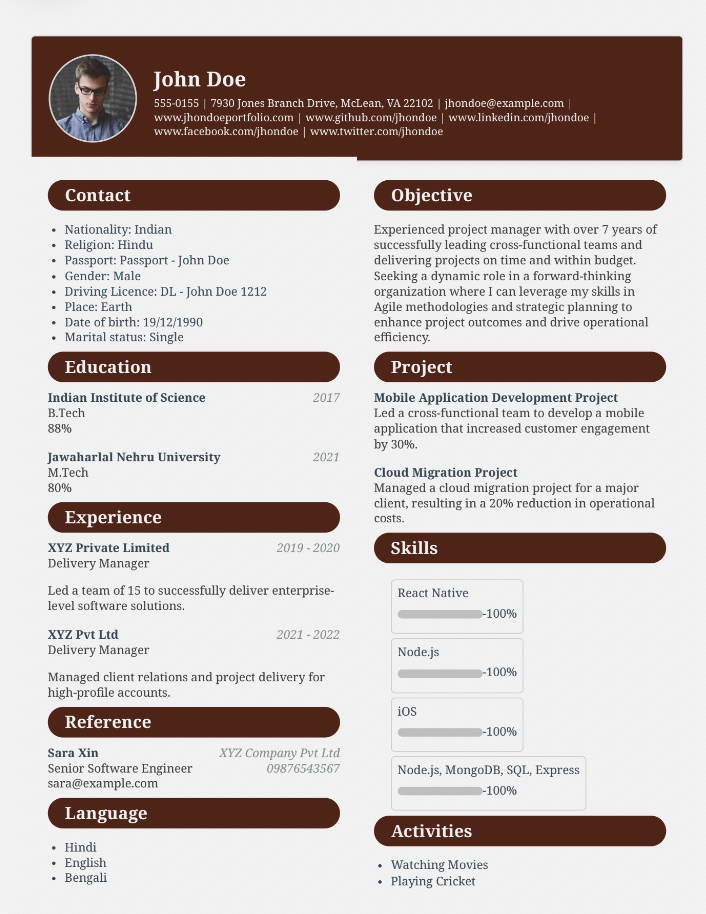 John Doe
555-0155 | 7930 Jones Branch Drive, McLean, VA 22102 | jhondoe@example.com |
www.jhondoeportfolio.com | www.github.com/jhondoe | www.linkedin.com/jhondoe |
www.facebook.com/jhondoe | www.twitter.com/jhondoe
Contact
• Nationality: Indian
• Religion: Hindu
• Passport: Passport - John Doe
• Gender: Male
• Driving Licence: DL - John Doe 1212
• Place: Earth
• Date of birth: 19/12/1990
• Marital status: Single
Education
Indian Institute of Science 2017
B.Tech
88%
Jawaharlal Nehru University 2021
M.Tech
80%
Experience
XYZ Private Limited 2019 - 2020
Delivery Manager
Led a team of 15 to successfully deliver enterprise-
level software solutions.
XYZ Pvt Ltd 2021 - 2022
Delivery Manager
Managed client relations and project delivery for
high-profile accounts.
Reference
Sara Xin XYZ Company Pvt Ltd
Senior Software Engineer 09876543567
sara@example.com
Language
• Hindi
• English
• Bengali
Objective
Experienced project manager with over 7 years of
successfully leading cross-functional teams and
delivering projects on time and within budget.
Seeking a dynamic role in a forward-thinking
organization where I can leverage my skills in
Agile methodologies and strategic planning to
enhance project outcomes and drive operational
efficiency.
Project
Mobile Application Development Project
Led a cross-functional team to develop a mobile
application that increased customer engagement
by 30%.
Cloud Migration Project
Managed a cloud migration project for a major
client, resulting in a 20% reduction in operational
costs.
Skills
React Native
-100%
Node.js
-100%
iOS
-100%
Node.js, MongoDB, SQL, Express
-100%
Activities
• Watching Movies
• Playing Cricket